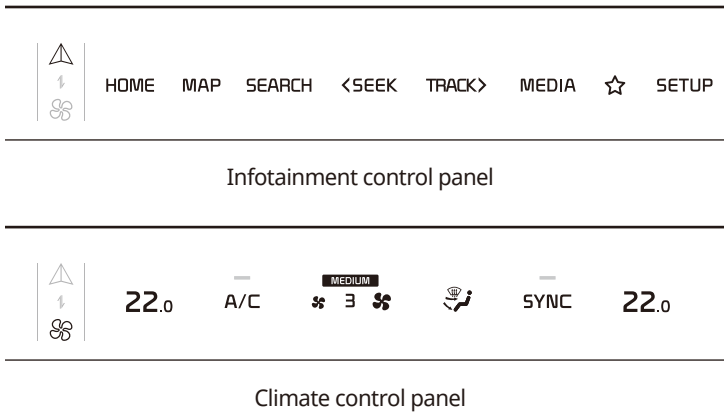 HOME MAP SEARCH <SEEK TRACK> MEDIA SETUP
Infotainment control panel
MEDIUM
22.0 A/C 3 SYNC 22.0
Climate control panel